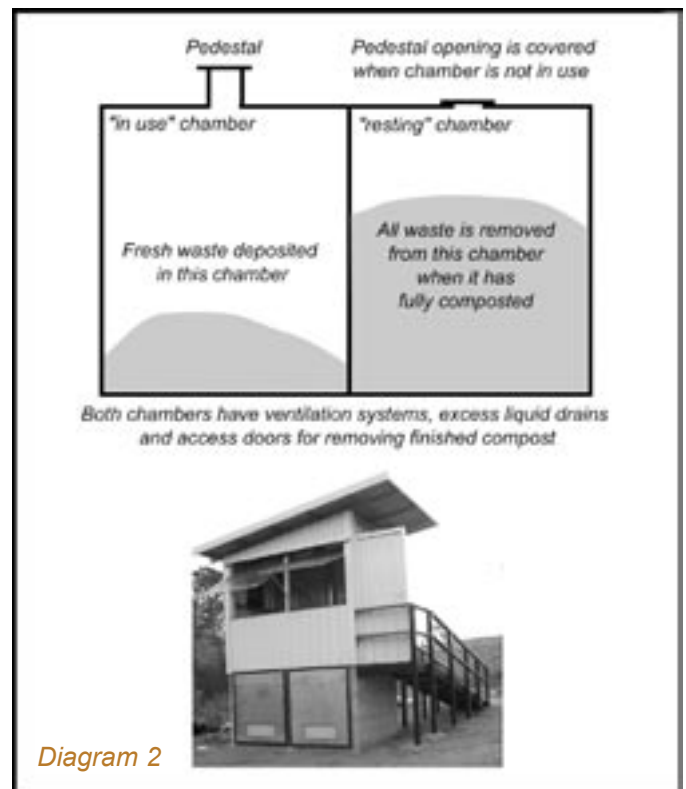 Pedestal
Pedestal opening is covered
when chamber is not in use
"in use" chamber
"resting" chamber
Fresh waste deposited
in this chamber
All waste is removed
from this chamber
when it has
fully composted
Both chambers have ventilation systems, excess liquid drains
and access doors for removing finished compost
Diagram 2